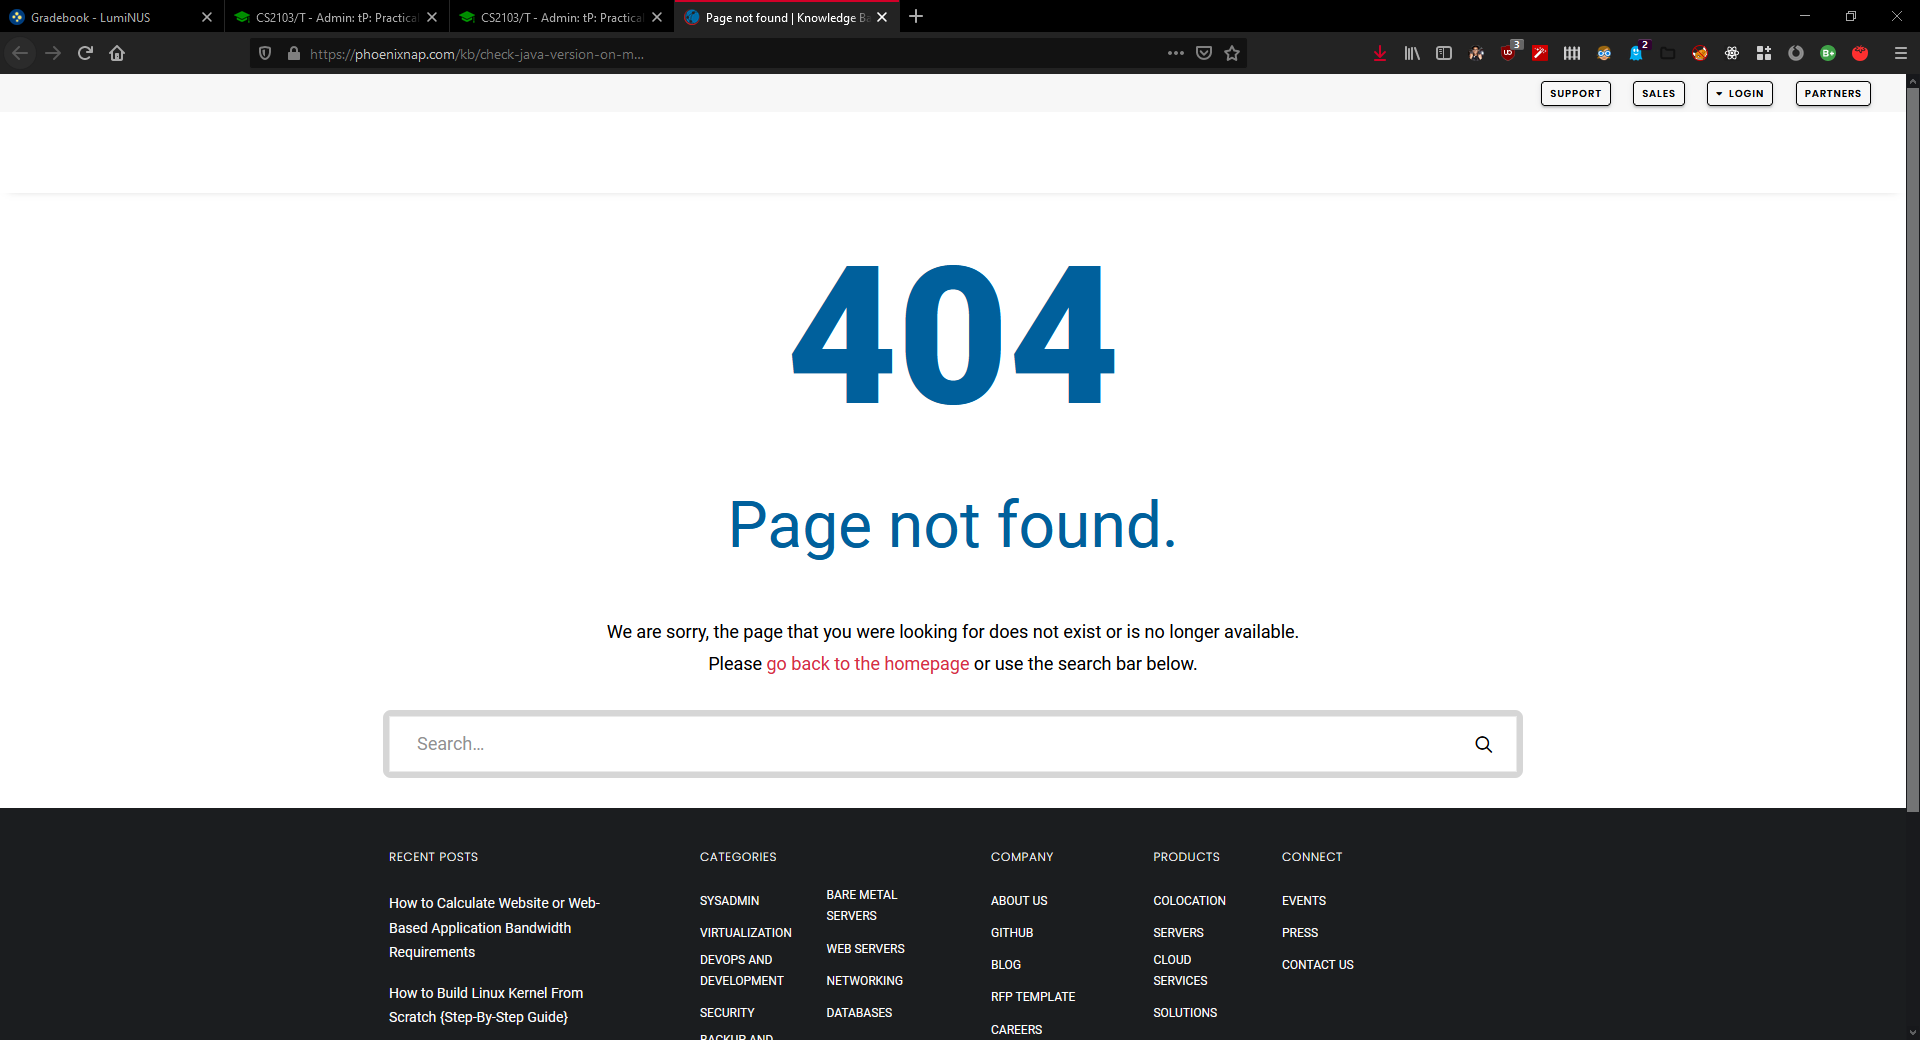 Gradebook - LumiNUS
CS2103/T - Admin: tP: Practical
CS2103/T - Admin: tP: Practical
Page not found | Knowledge Ba
https://phoenixnap.com/kb/check-java-version-on-m...
3
2
SUPPORT
SALES
LOGIN
PARTNERS
404
Page not found.
We are sorry, the page that you were looking for does not exist or is no longer available.
Please go back to the homepage or use the search bar below.
Search...
RECENT POSTS
How to Calculate Website or Web-
Based Application Bandwidth
Requirements
How to Build Linux Kernel From
Scratch {Step-By-Step Guide}
CATEGORIES
SYSADMIN
VIRTUALIZATION
DEVOPS AND
DEVELOPMENT
SECURITY
BACKUP AND
BARE METAL
SERVERS
WEB SERVERS
NETWORKING
DATABASES
COMPANY
ABOUT US
GITHUB
BLOG
RFP TEMPLATE
CAREERS
PRODUCTS
COLOCATION
SERVERS
CLOUD
SERVICES
SOLUTIONS
CONNECT
EVENTS
PRESS
CONTACT US